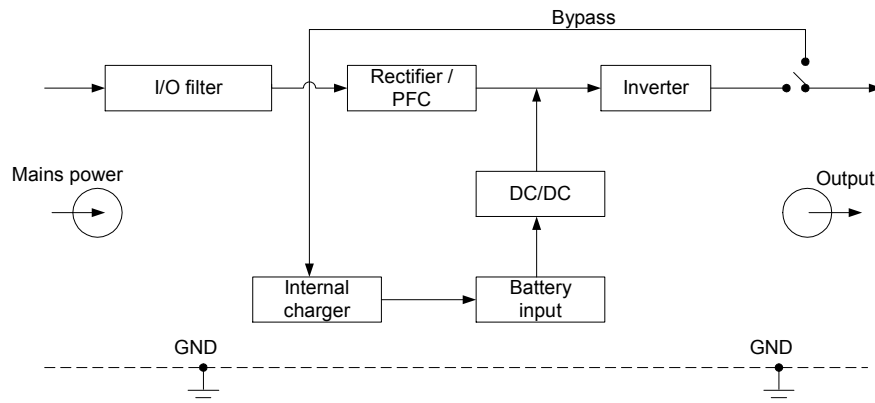 Bypass
I/O filter
Rectifier /
PFC
Inverter
Mains power
DC/DC
Output
Internal
charger
Battery
input
GND
GND